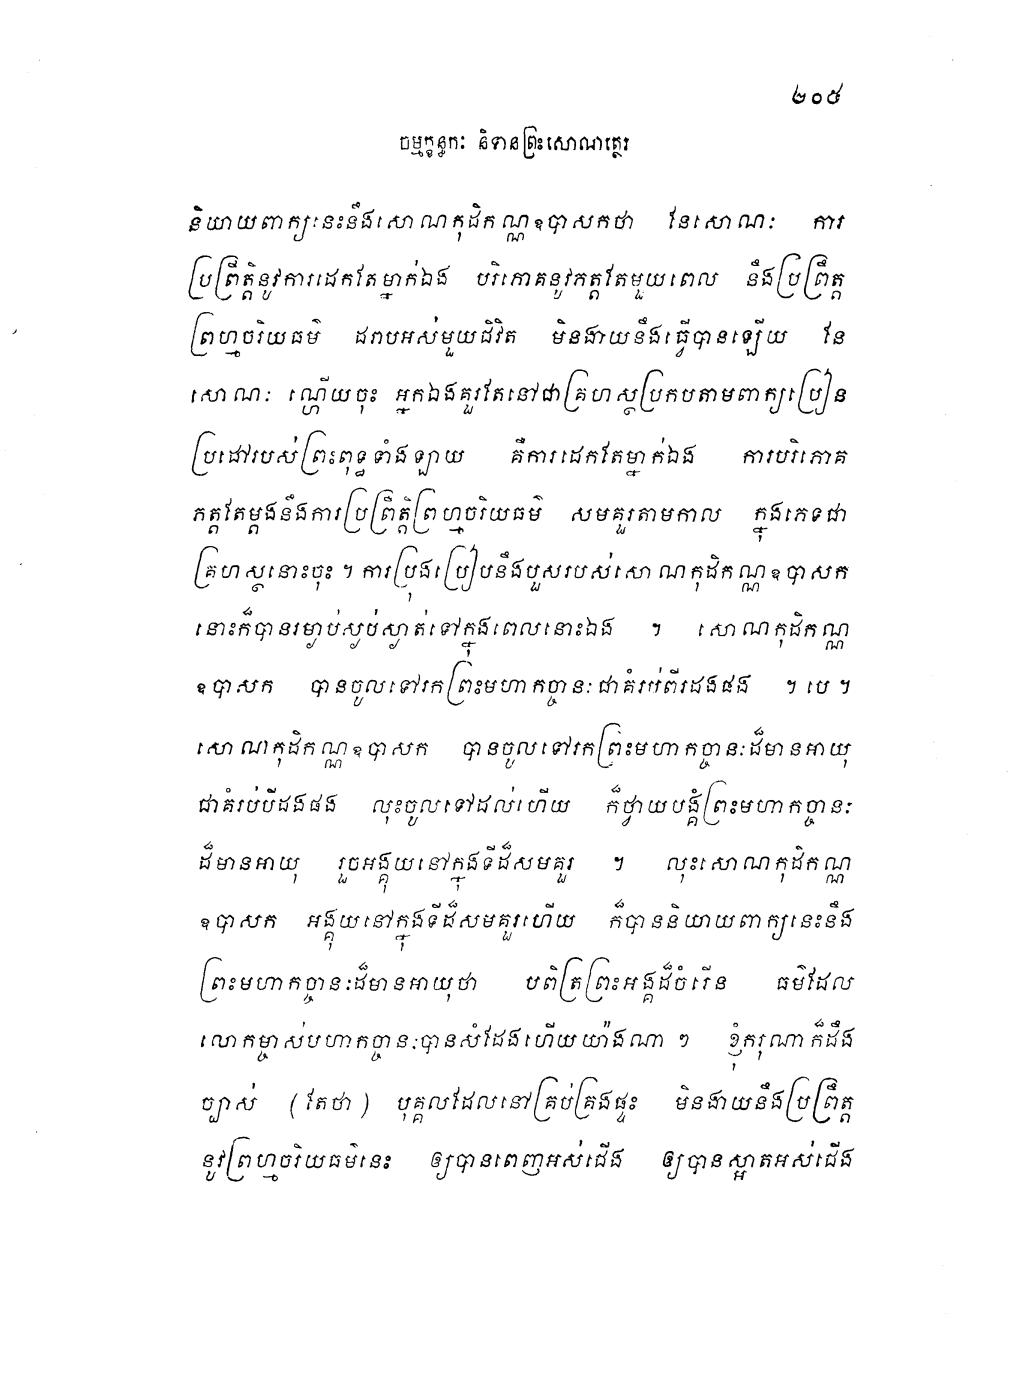 ២០៥
ចម្មក្ខន្ធកៈ និទានព្រះសោណត្ថេរ
និយាយពាក្យនេះនឹងសោណកុដិកណ្ណឧបាសកថា នែសោណៈ ការ
ប្រព្រឹត្តិនូវការដេកតែម្នាក់ឯង បរិភោគនូវភត្តតែមួយពេល នឹងប្រព្រឹត្ត
ព្រហ្មចរិយធម៌ ដរាបអស់មួយជិវិត មិនងាយនឹងធ្វើបានឡើយ នែ
សោណៈ ណ្ហើយចុះ អ្នកឯងគួរតែនៅជាគ្រហស្ថប្រកបតាមពាក្យប្រៀន
ប្រដៅរបស់ព្រះពុទ្ធទាំងឡាយ គឺការដេកតែម្នាក់ឯង ការបរិភោគ
ភត្តតែម្តងនឹងការប្រព្រឹត្តិព្រហ្មចរិយធម៌ សមគួរតាមកាល ក្នុងភេទជា
គ្រហស្ថនោះចុះ ។ ការប្រុងប្រៀបនឹងបួសរបស់សោណកុដិកណ្ណឧបាសក
នោះក៏បានរម្ងាប់ស្ងប់ស្ងាត់ទៅក្នុងពេលនោះឯង ។ សោណកុដិកណ្ណ
ឧបាសក បានចូលទៅរកព្រះមហាកច្ចានៈជាគំរប់ពីរដងផង ។ បេ ។
សោណកុដិកណ្ណឧបាសក បានចូលទៅរកព្រះមហាកច្ចានៈដ៏មានអាយុ
ជាគំរប់បីដងផង លុះចូលទៅដល់ហើយ ក៏ថ្វាយបង្គំព្រះមហាកច្ចានៈ
ដ៏មានអាយុ រួចអង្គុយនៅក្នុងទីដ៏សមគួរ ។ លុះសោណកុដិកណ្ណ
ឧបាសក អង្គុយនៅក្នុងទីដ៏សមគួរហើយ ក៏បាននិយាយពាក្យនេះនឹង
ព្រះមហាកច្ចានៈដ៏មានអាយុថា បពិត្រព្រះអង្គដ៏ចំរើន ធម៌ដែល
លោកម្ចាស់មហាកច្ចានៈបានសំដែងហើយយ៉ាងណា ៗ ខ្ញុំករុណាក៏ដឹង
ច្បាស់ (តែថា) បុគ្គលដែលនៅគ្រប់គ្រងផ្ទះ មិនងាយនឹងប្រព្រឹត្ត
នូវព្រហ្មចរិយធម៌នេះ ឲ្យបានពេញអស់ជើង ឲ្យបានស្អាតអស់ជើង